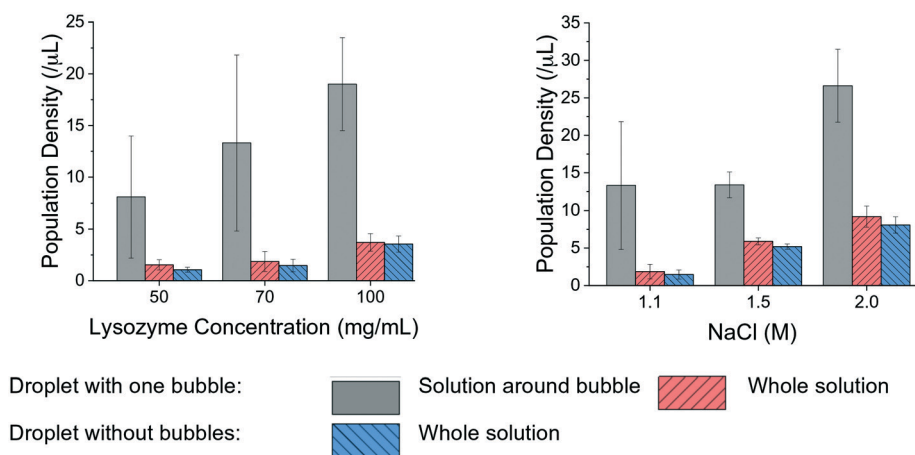 25
20
15
10
5
0
Population Density (/µL)
50 70 100
Lysozyme Concentration (mg/mL)
35
30
25
20
15
10
5
0
Population Density (/µL)
1.1 1.5 2.0
NaCl (M)
Droplet with one bubble: Solution around bubble Whole solution
Droplet without bubbles: Whole solution